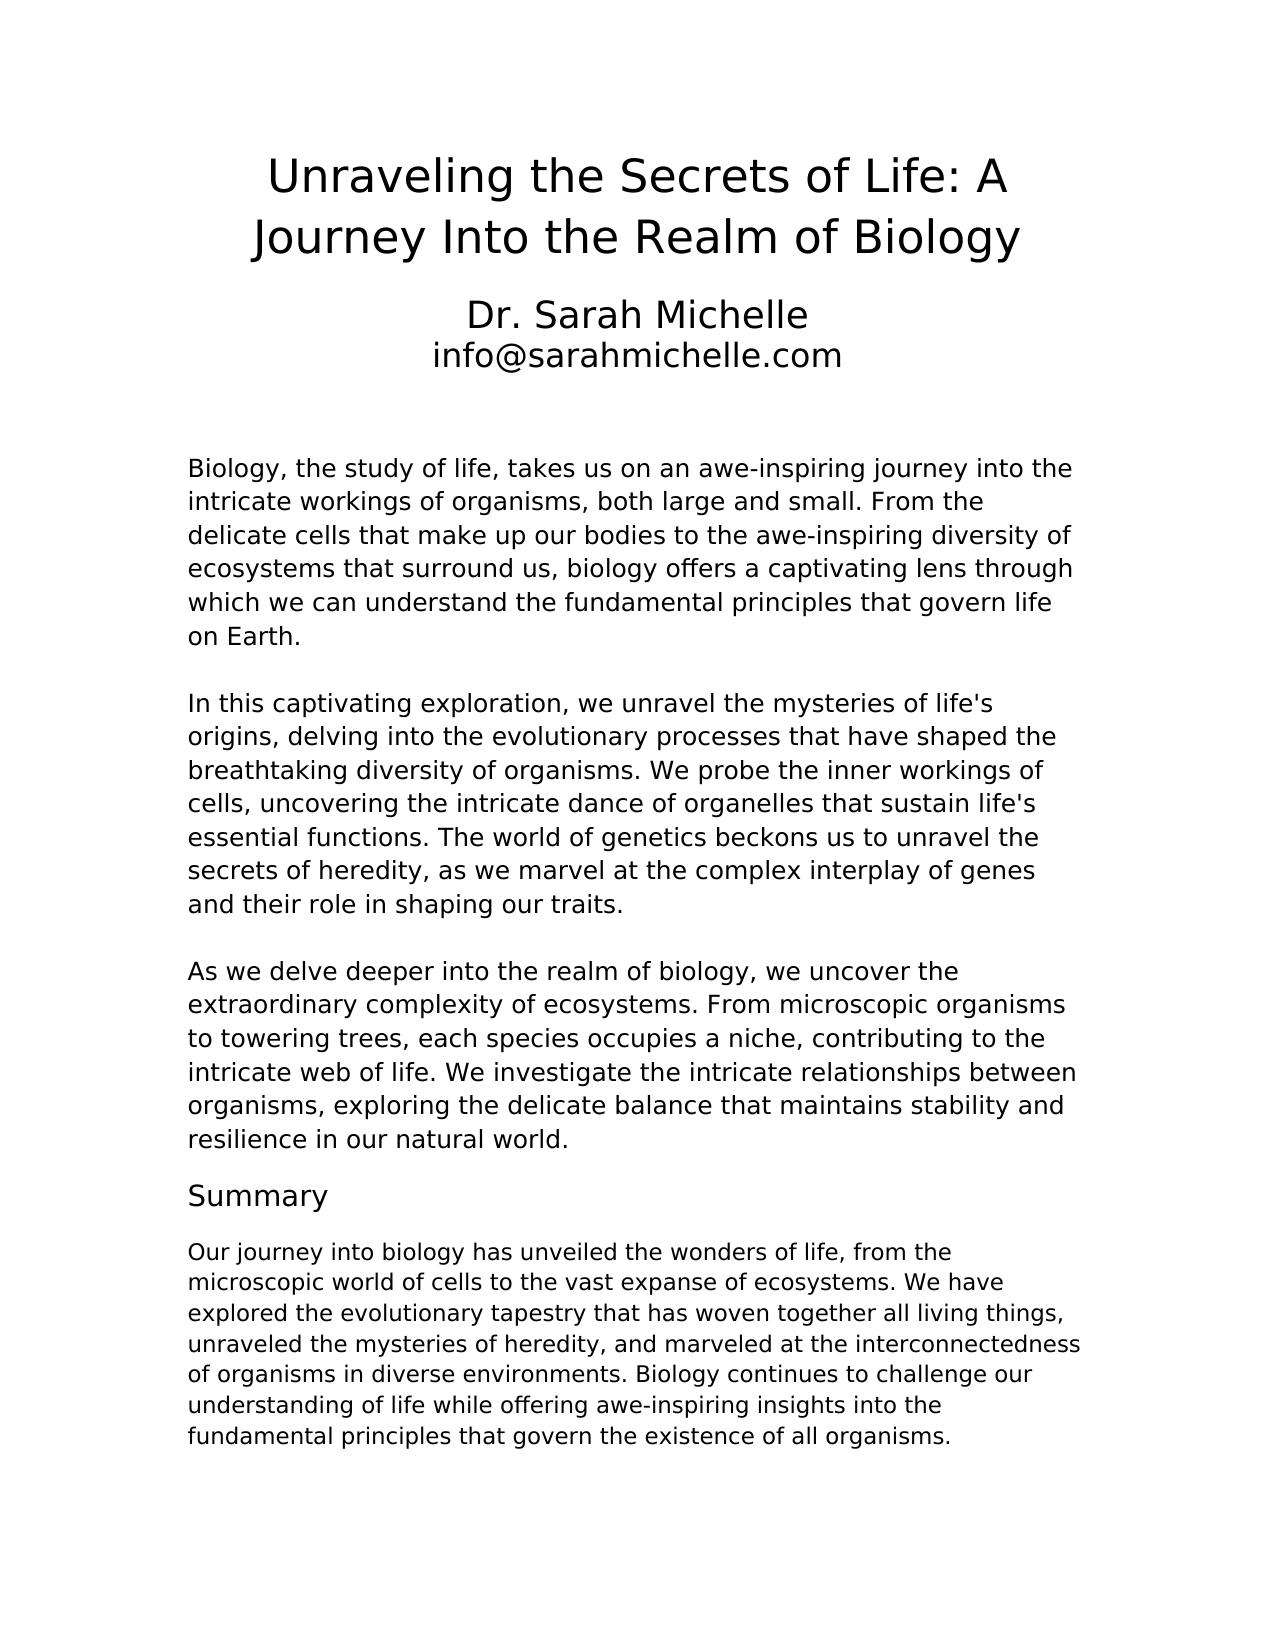 Unraveling the Secrets of Life: A
Journey Into the Realm of Biology
Dr. Sarah Michelle
info@sarahmichelle.com
Biology, the study of life, takes us on an awe-inspiring journey into the
intricate workings of organisms, both large and small. From the
delicate cells that make up our bodies to the awe-inspiring diversity of
ecosystems that surround us, biology offers a captivating lens through
which we can understand the fundamental principles that govern life
on Earth.
In this captivating exploration, we unravel the mysteries of life's
origins, delving into the evolutionary processes that have shaped the
breathtaking diversity of organisms. We probe the inner workings of
cells, uncovering the intricate dance of organelles that sustain life's
essential functions. The world of genetics beckons us to unravel the
secrets of heredity, as we marvel at the complex interplay of genes
and their role in shaping our traits.
As we delve deeper into the realm of biology, we uncover the
extraordinary complexity of ecosystems. From microscopic organisms
to towering trees, each species occupies a niche, contributing to the
intricate web of life. We investigate the intricate relationships between
organisms, exploring the delicate balance that maintains stability and
resilience in our natural world.
Summary
Our journey into biology has unveiled the wonders of life, from the
microscopic world of cells to the vast expanse of ecosystems. We have
explored the evolutionary tapestry that has woven together all living things,
unraveled the mysteries of heredity, and marveled at the interconnectedness
of organisms in diverse environments. Biology continues to challenge our
understanding of life while offering awe-inspiring insights into the
fundamental principles that govern the existence of all organisms.